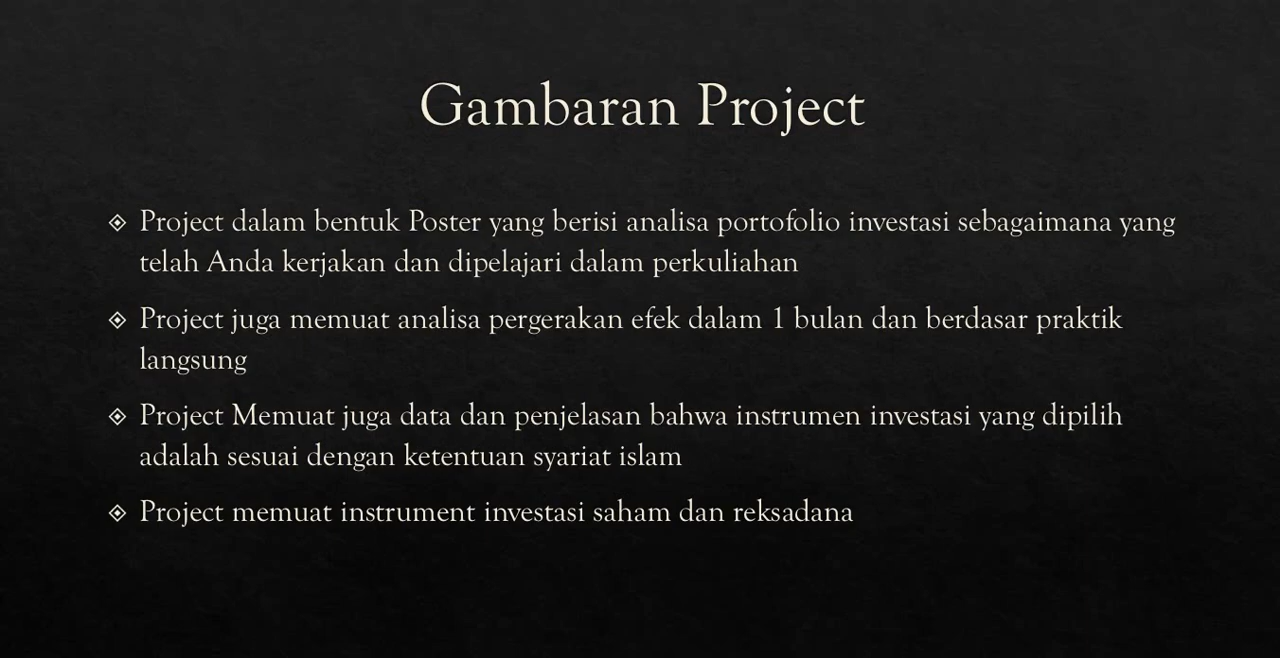 Gambaran Project
Project dalam bentuk Poster yang berisi analisa portofolio investasi sebagaimana yang
telah Anda kerjakan dan dipelajari dalam perkuliahan
Project juga memuat analisa pergerakan efek dalam 1 bulan dan berdasar praktik
langsung
Project Memuat juga data dan penjelasan bahwa instrumen investasi yang dipilih
adalah sesuai dengan ketentuan syariat islam
Project memuat instrument investasi saham dan reksadana